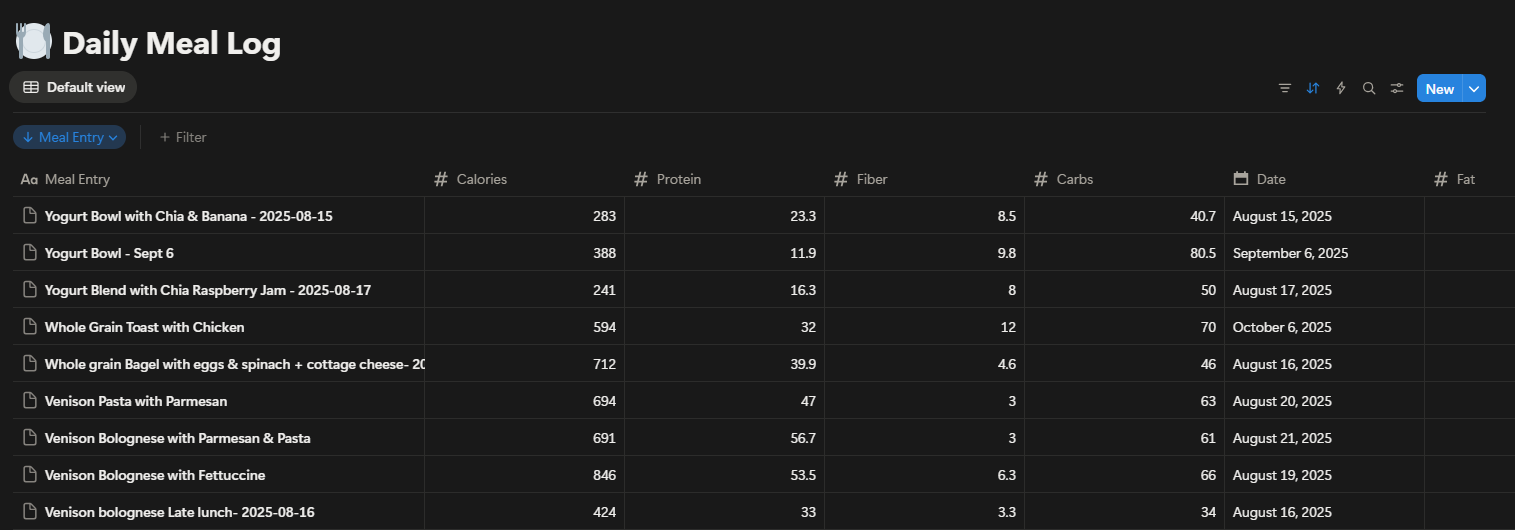 Daily Meal Log
Default view
New
Meal Entry
+ Filter
Aa Meal Entry # Calories # Protein # Fiber # Carbs Date # Fat
Yogurt Bowl with Chia & Banana - 2025-08-15 283 23.3 8.5 40.7 August 15, 2025
Yogurt Bowl - Sept 6 388 11.9 9.8 80.5 September 6, 2025
Yogurt Blend with Chia Raspberry Jam - 2025-08-17 241 16.3 8 50 August 17, 2025
Whole Grain Toast with Chicken 594 32 12 70 October 6, 2025
Whole grain Bagel with eggs & spinach + cottage cheese- 20 712 39.9 4.6 46 August 16, 2025
Venison Pasta with Parmesan 694 47 3 63 August 20, 2025
Venison Bolognese with Parmesan & Pasta 691 56.7 3 61 August 21, 2025
Venison Bolognese with Fettuccine 846 53.5 6.3 66 August 19, 2025
Venison bolognese Late lunch- 2025-08-16 424 33 3.3 34 August 16, 2025